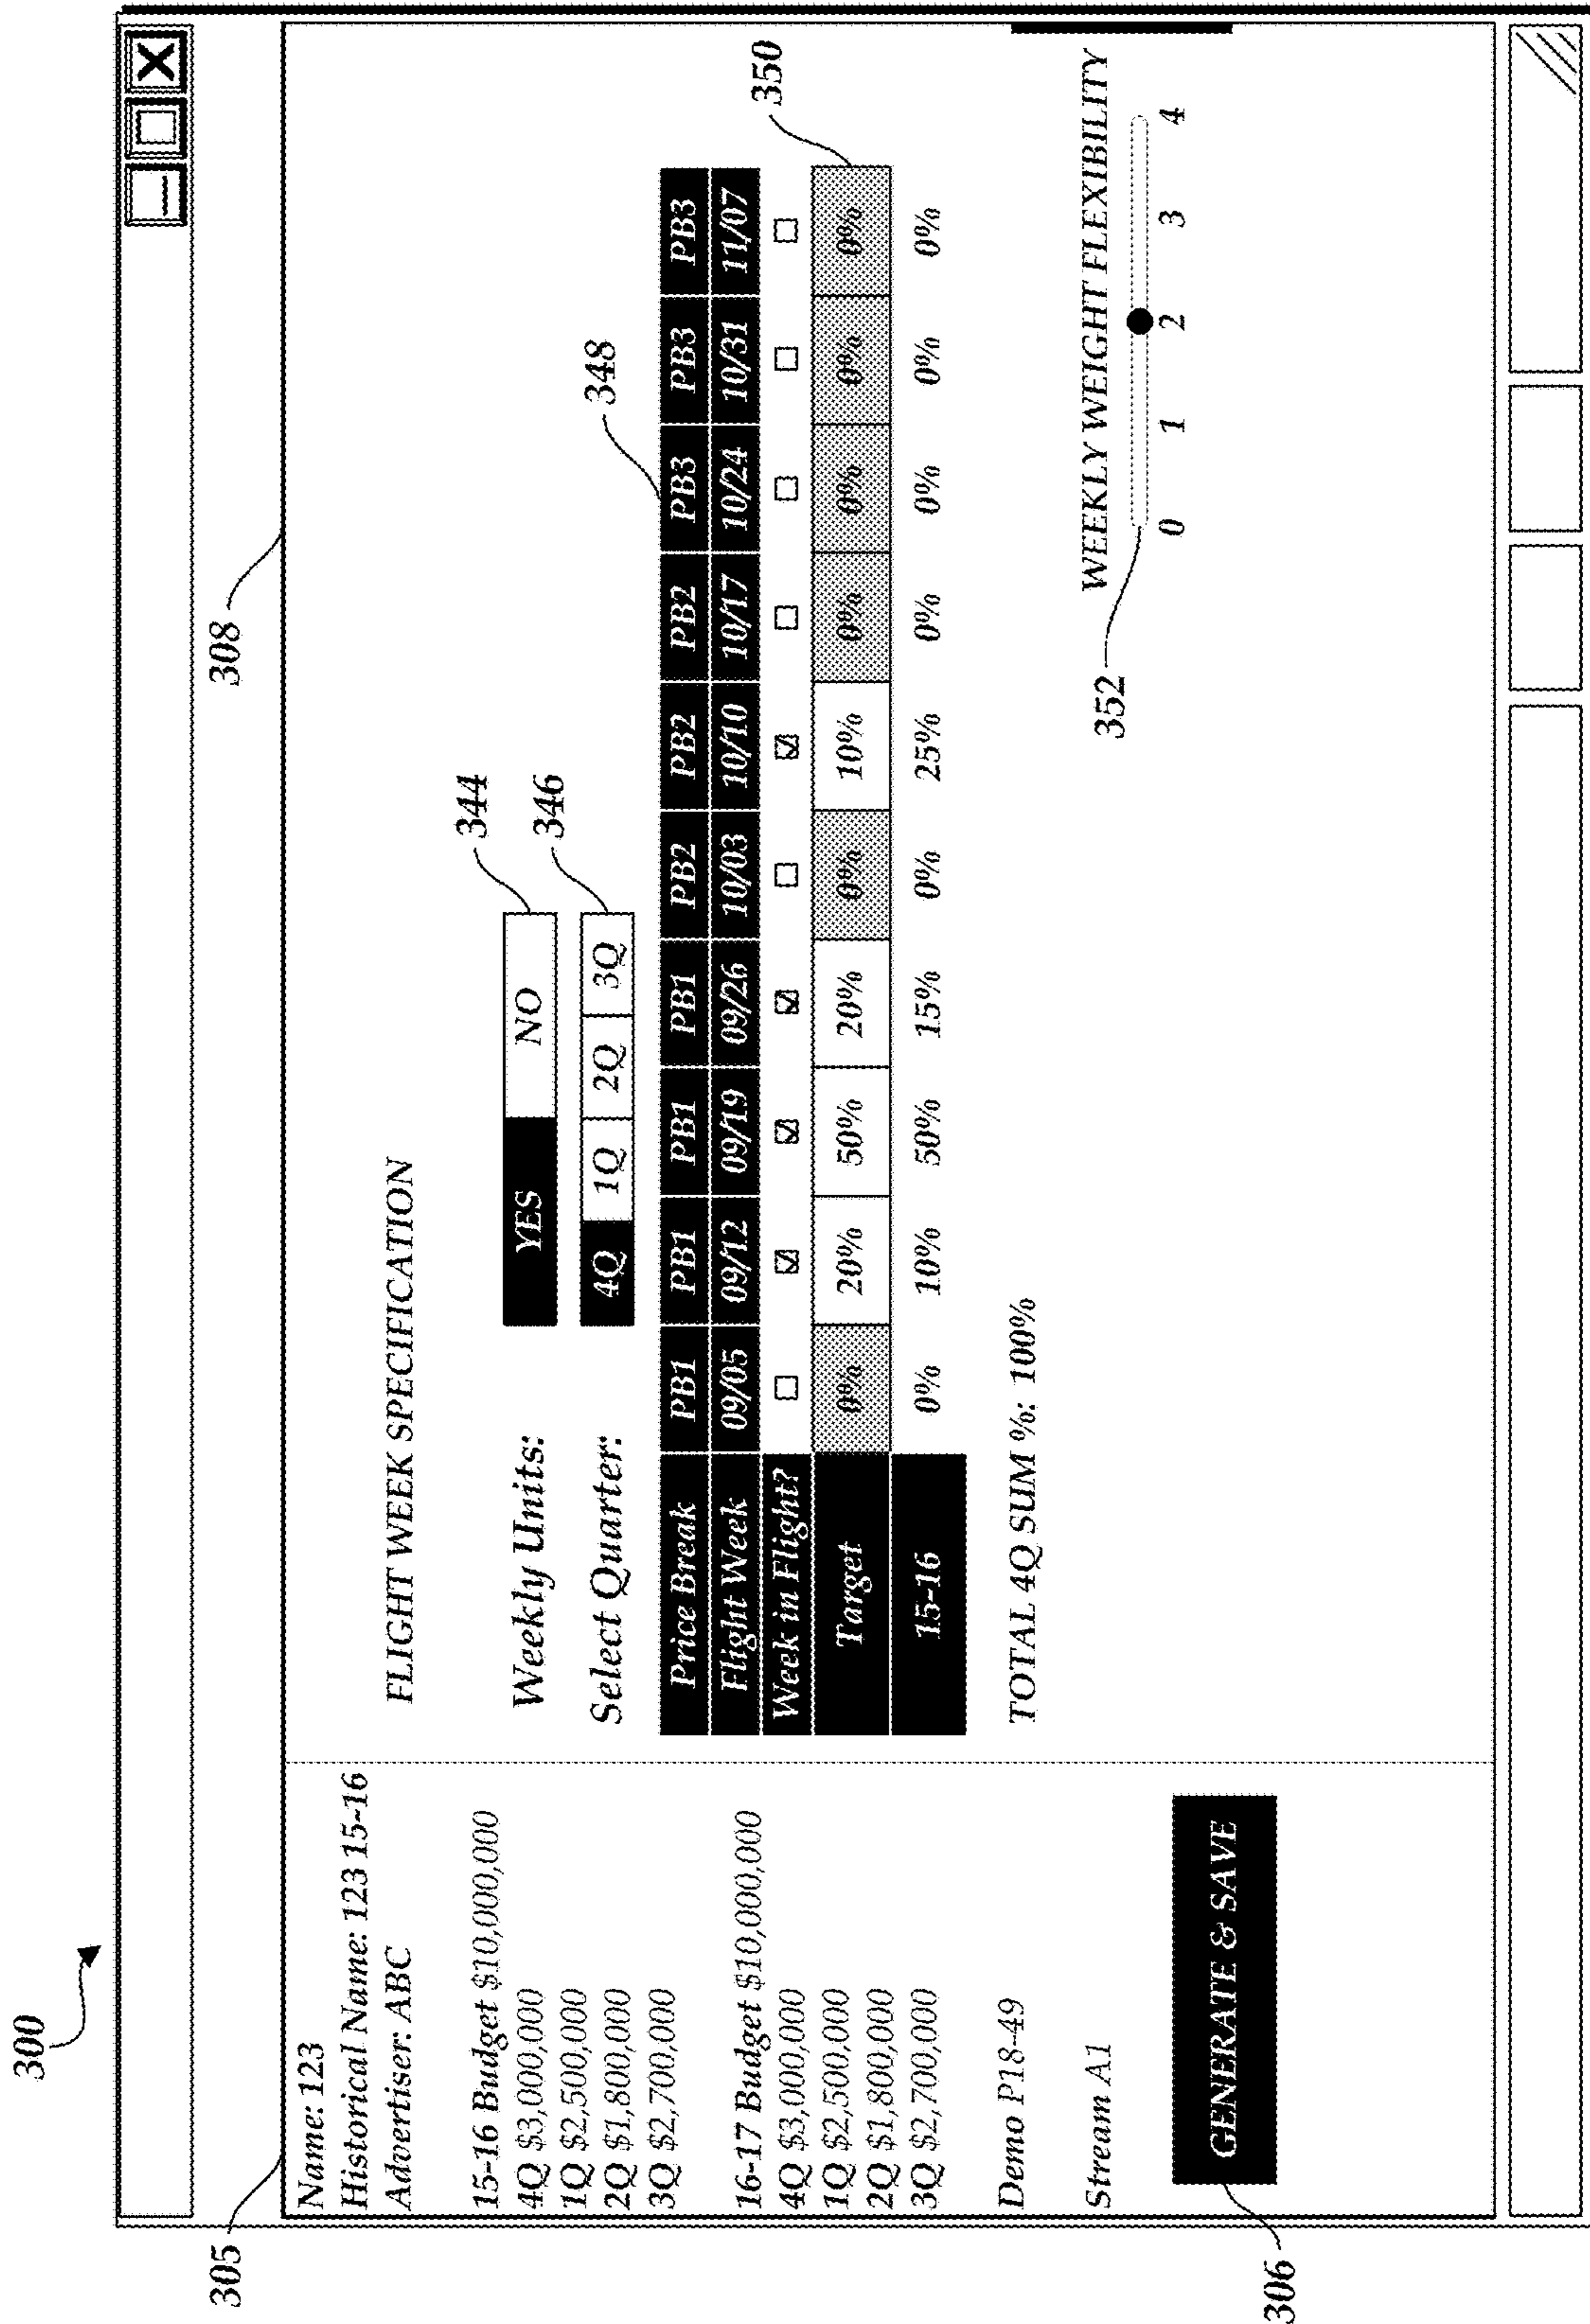 300
305
308
Name: 123
Historical Name: 123 15-16
Advertiser: ABC
15-16 Budget $10,000,000
4Q $3,000,000
1Q $2,500,000
2Q $1,800,000
3Q $2,700,000
16-17 Budget $10,000,000
4Q $3,000,000
1Q $2,500,000
2Q $1,800,000
3Q $2,700,000
Demo P18-49
Stream A1
GENERATE & SAVE
306
FLIGHT WEEK SPECIFICATION
Weekly Units: YES NO 344
Select Quarter: 4Q 1Q 2Q 3Q 346
348
Price Break PB1 PB1 PB1 PB1 PB2 PB2 PB2 PB3 PB3 PB3
Flight Week 09/05 09/12 09/19 09/26 10/03 10/10 10/17 10/24 10/31 11/07
Week in Flight?
Target 0% 20% 50% 20% 0% 10% 0% 0% 0% 0%
350
15-16 0% 10% 50% 15% 0% 25% 0% 0% 0% 0%
TOTAL 4Q SUM %: 100%
WEEKLY WEIGHT FLEXIBILITY
352
0 1 2 3 4